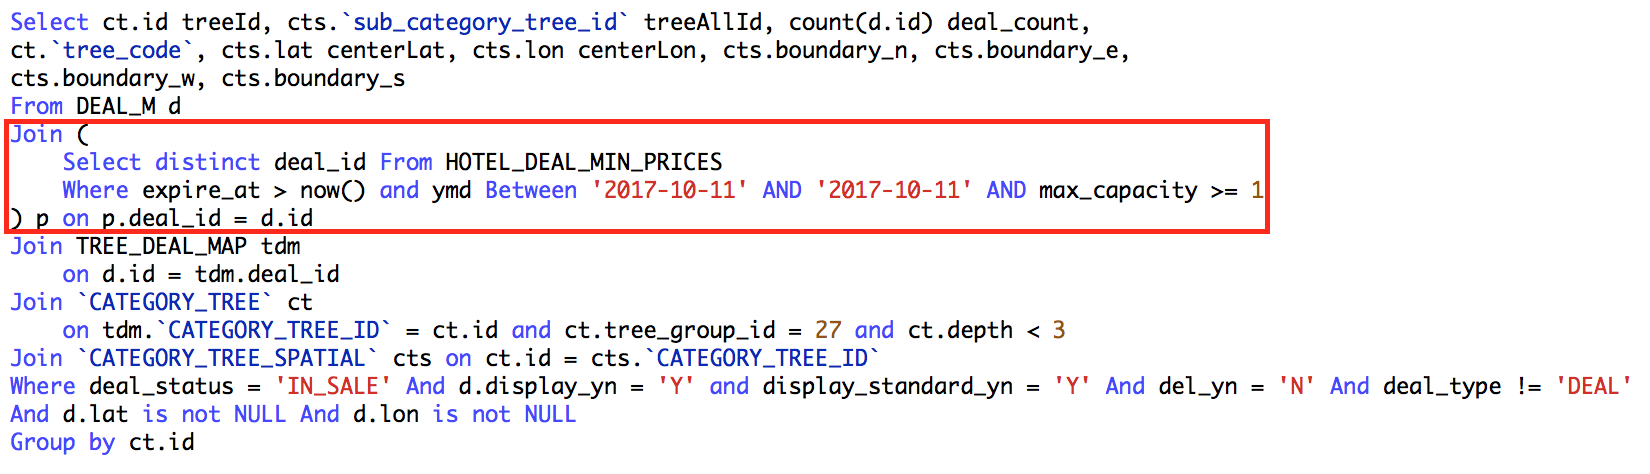 Select ct.id treeId, cts.`sub_category_tree_id` treeAllId, count(d.id) deal_count,
ct.`tree_code`, cts.lat centerLat, cts.lon centerLon, cts.boundary_n, cts.boundary_e,
cts.boundary_w, cts.boundary_s
From DEAL_M d
Join (
    Select distinct deal_id From HOTEL_DEAL_MIN_PRICES
    Where expire_at > now() and ymd Between '2017-10-11' AND '2017-10-11' AND max_capacity >= 1
) p on p.deal_id = d.id
Join TREE_DEAL_MAP tdm
    on d.id = tdm.deal_id
Join `CATEGORY_TREE` ct
    on tdm.`CATEGORY_TREE_ID` = ct.id and ct.tree_group_id = 27 and ct.depth < 3
Join `CATEGORY_TREE_SPATIAL` cts on ct.id = cts.`CATEGORY_TREE_ID`
Where deal_status = 'IN_SALE' And d.display_yn = 'Y' and display_standard_yn = 'Y' And del_yn = 'N' And deal_type != 'DEAL'
And d.lat is not NULL And d.lon is not NULL
Group by ct.id